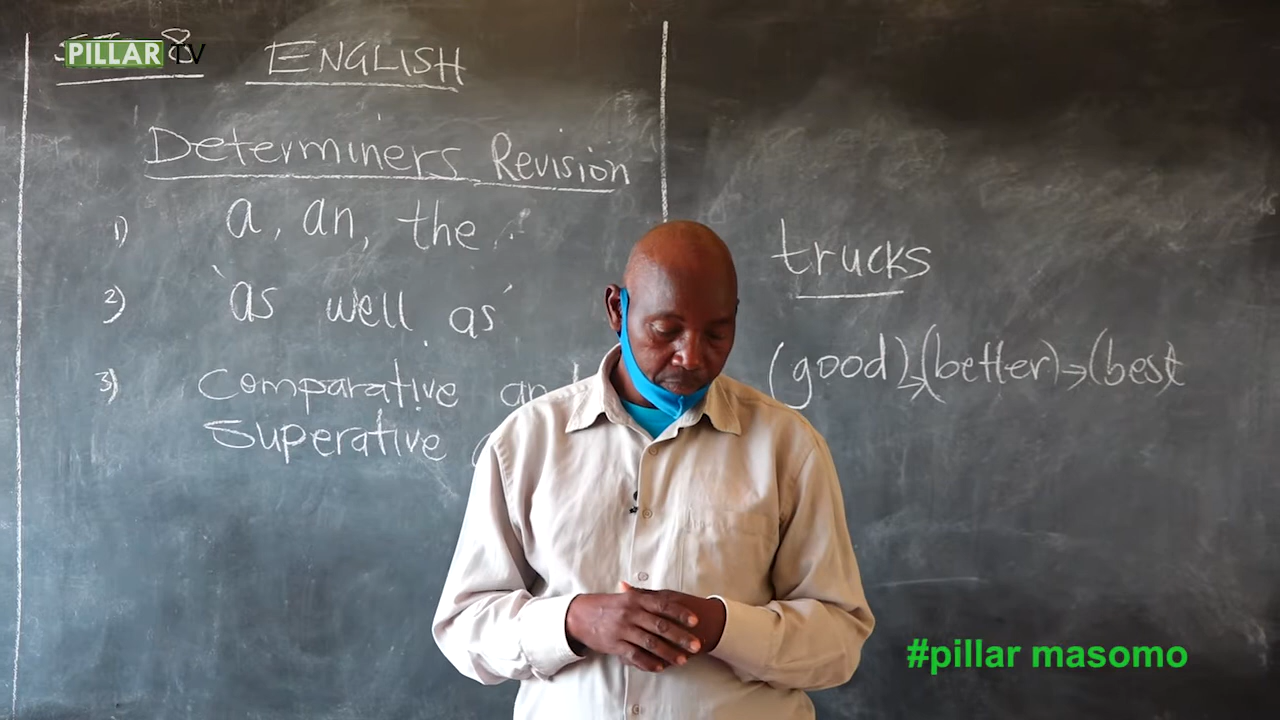 PILLAR TV
8 ENGLISH
Determiners Revision
1) a, an, the
2) 'as well as'
3) Comparative
Superative
trucks
(good)→(better)→(best
#pillar masomo